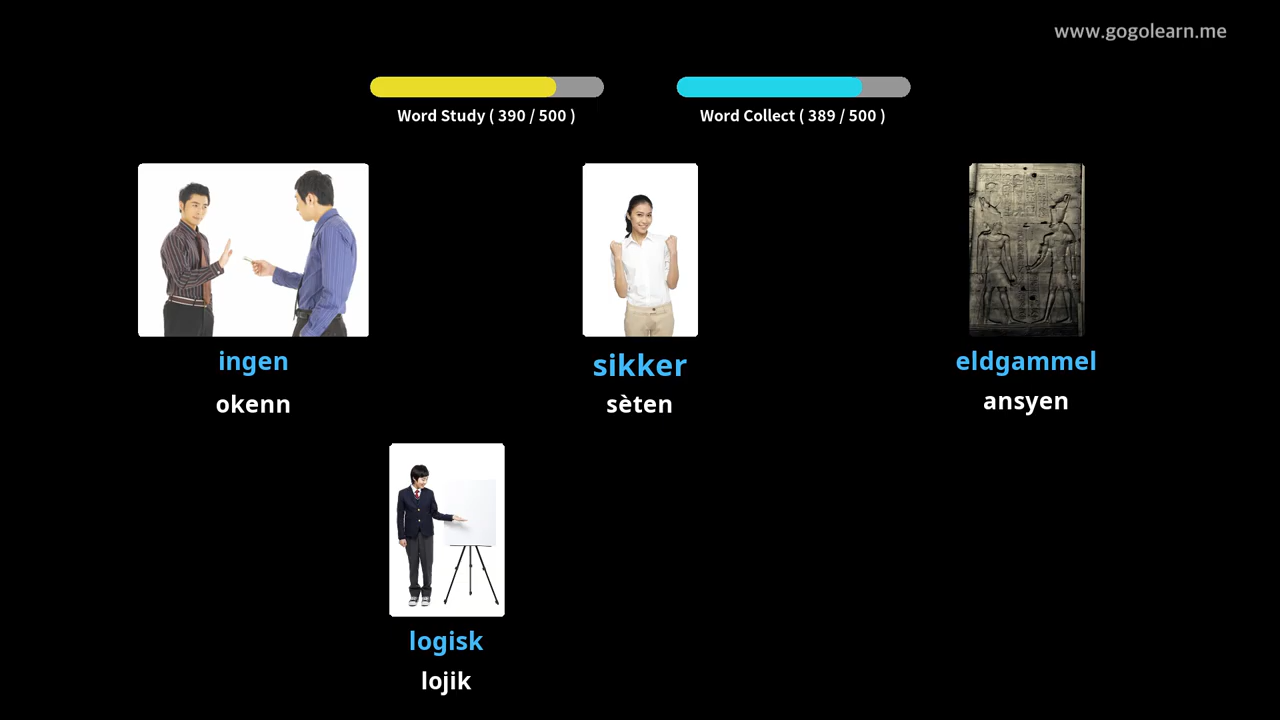 www.gogolearn.me
Word Study ( 390 / 500 )
Word Collect ( 389 / 500 )
ingen
okenn
sikker
sèten
eldgammel
ansyen
logisk
lojik